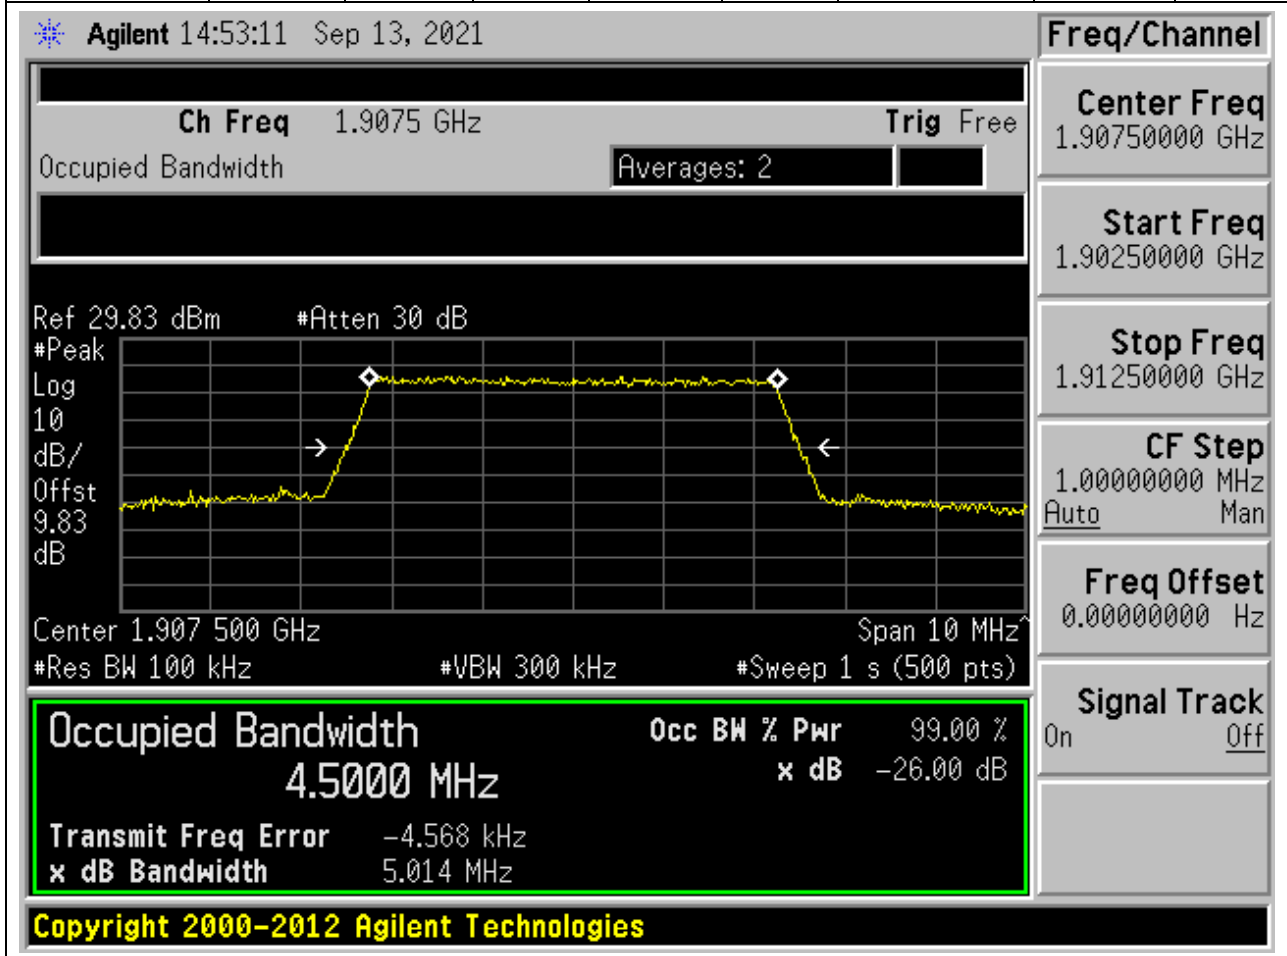 Agilent 14:53:11 Sep 13, 2021
Freq/Channel
Ch Freq 1.9075 GHz Trig Free
Occupied Bandwidth Averages: 2
Center Freq
1.90750000 GHz
Start Freq
1.90250000 GHz
Stop Freq
1.91250000 GHz
CF Step
1.00000000 MHz
Auto Man
Freq Offset
0.00000000 Hz
Signal Track
On Off
Ref 29.83 dBm #Atten 30 dB
#Peak
Log
10
dB/
Offst
9.83
dB
Center 1.907 500 GHz Span 10 MHz^
#Res BW 100 kHz #VBW 300 kHz #Sweep 1 s (500 pts)
Occupied Bandwidth Occ BW % Pwr 99.00 %
4.5000 MHz x dB -26.00 dB
Transmit Freq Error -4.568 kHz
x dB Bandwidth 5.014 MHz
Copyright 2000-2012 Agilent Technologies